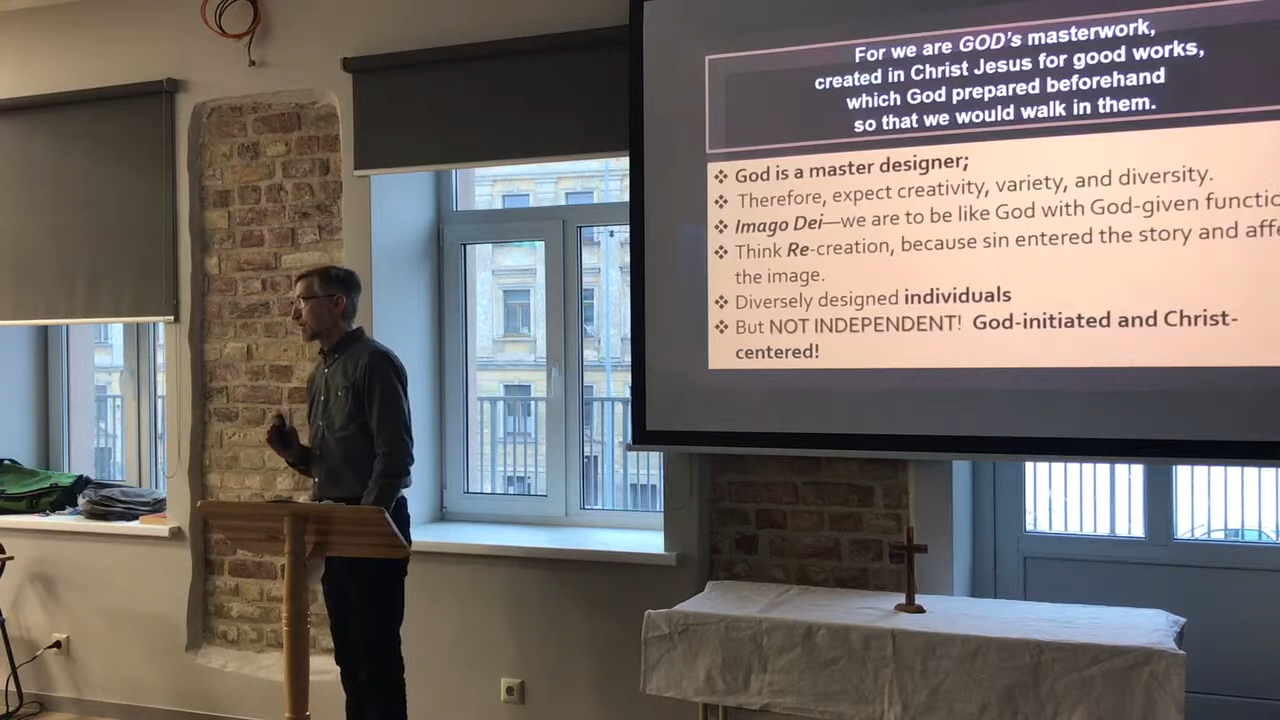 For we are GOD's masterwork,
created in Christ Jesus for good works,
which God prepared beforehand
so that we would walk in them.
❖ God is a master designer;
❖ Therefore, expect creativity, variety, and diversity.
❖ Imago Dei—we are to be like God with God-given functio
❖ Think Re-creation, because sin entered the story and affe
the image.
❖ Diversely designed individuals
❖ But NOT INDEPENDENT! God-initiated and Christ-
centered!